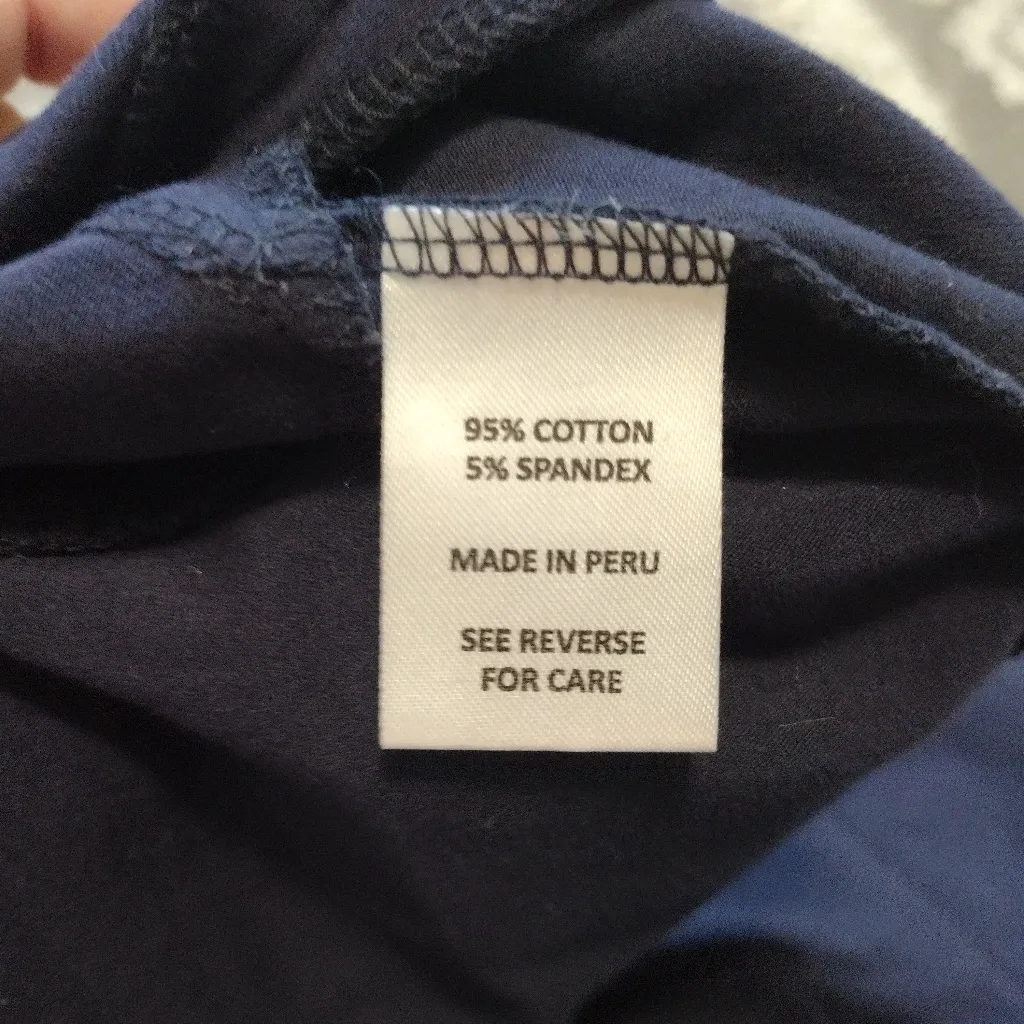 95% COTTON
5% SPANDEX
MADE IN PERU
SEE REVERSE
FOR CARE